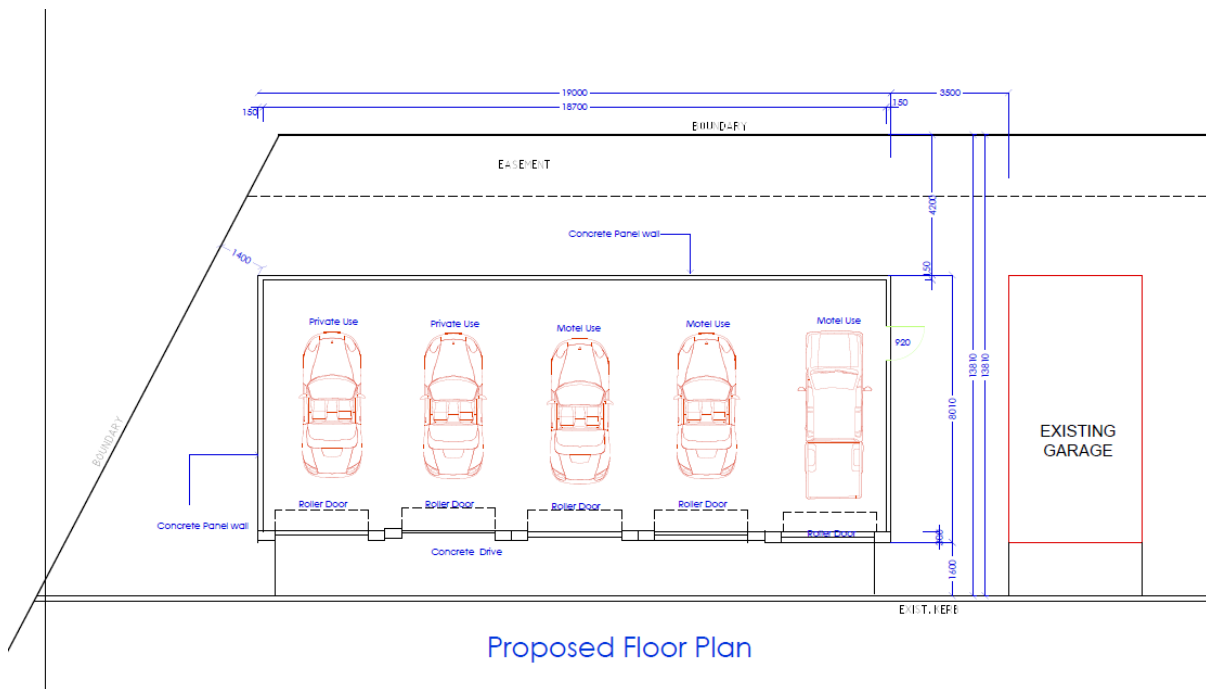 19000
3500
150
18700
150
BOUNDARY
EASEMENT
4200
Concrete Panel wall
1400
150
Private Use
Private Use
Motel Use
Motel Use
Motel Use
920
13810
13810
8010
BOUNDARY
EXISTING
GARAGE
Roller Door
Roller Door
Roller Door
Roller Door
Roller Door
Concrete Panel wall
Concrete Drive
300
1600
EXIST. KERB
Proposed Floor Plan